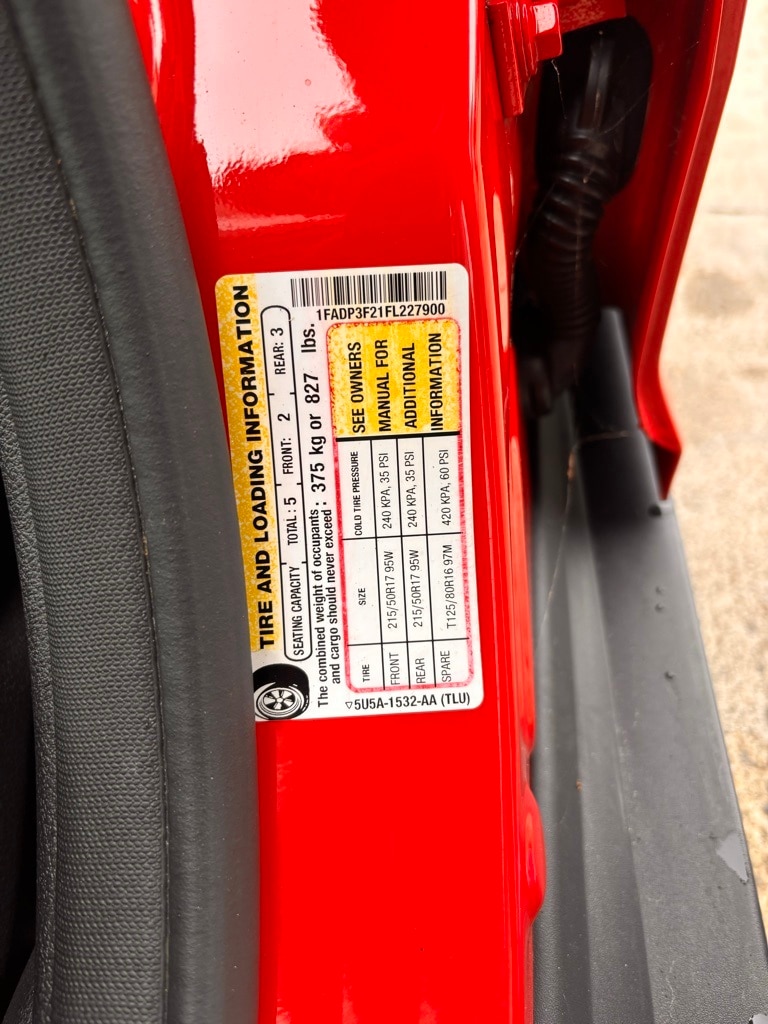 TIRE AND LOADING INFORMATION
SEATING CAPACITY TOTAL: 5 FRONT: 2 REAR: 3
The combined weight of occupants and cargo should never exceed: 375 kg or 827 lbs.
TIRE SIZE COLD TIRE PRESSURE
FRONT 215/50R17 95W 240 KPA, 35 PSI
REAR 215/50R17 95W 240 KPA, 35 PSI
SPARE T125/80R16 97M 420 KPA, 60 PSI
SEE OWNERS
MANUAL FOR
ADDITIONAL
INFORMATION
1FADP3F21FL227900
▽5U5A-1532-AA (TLU)